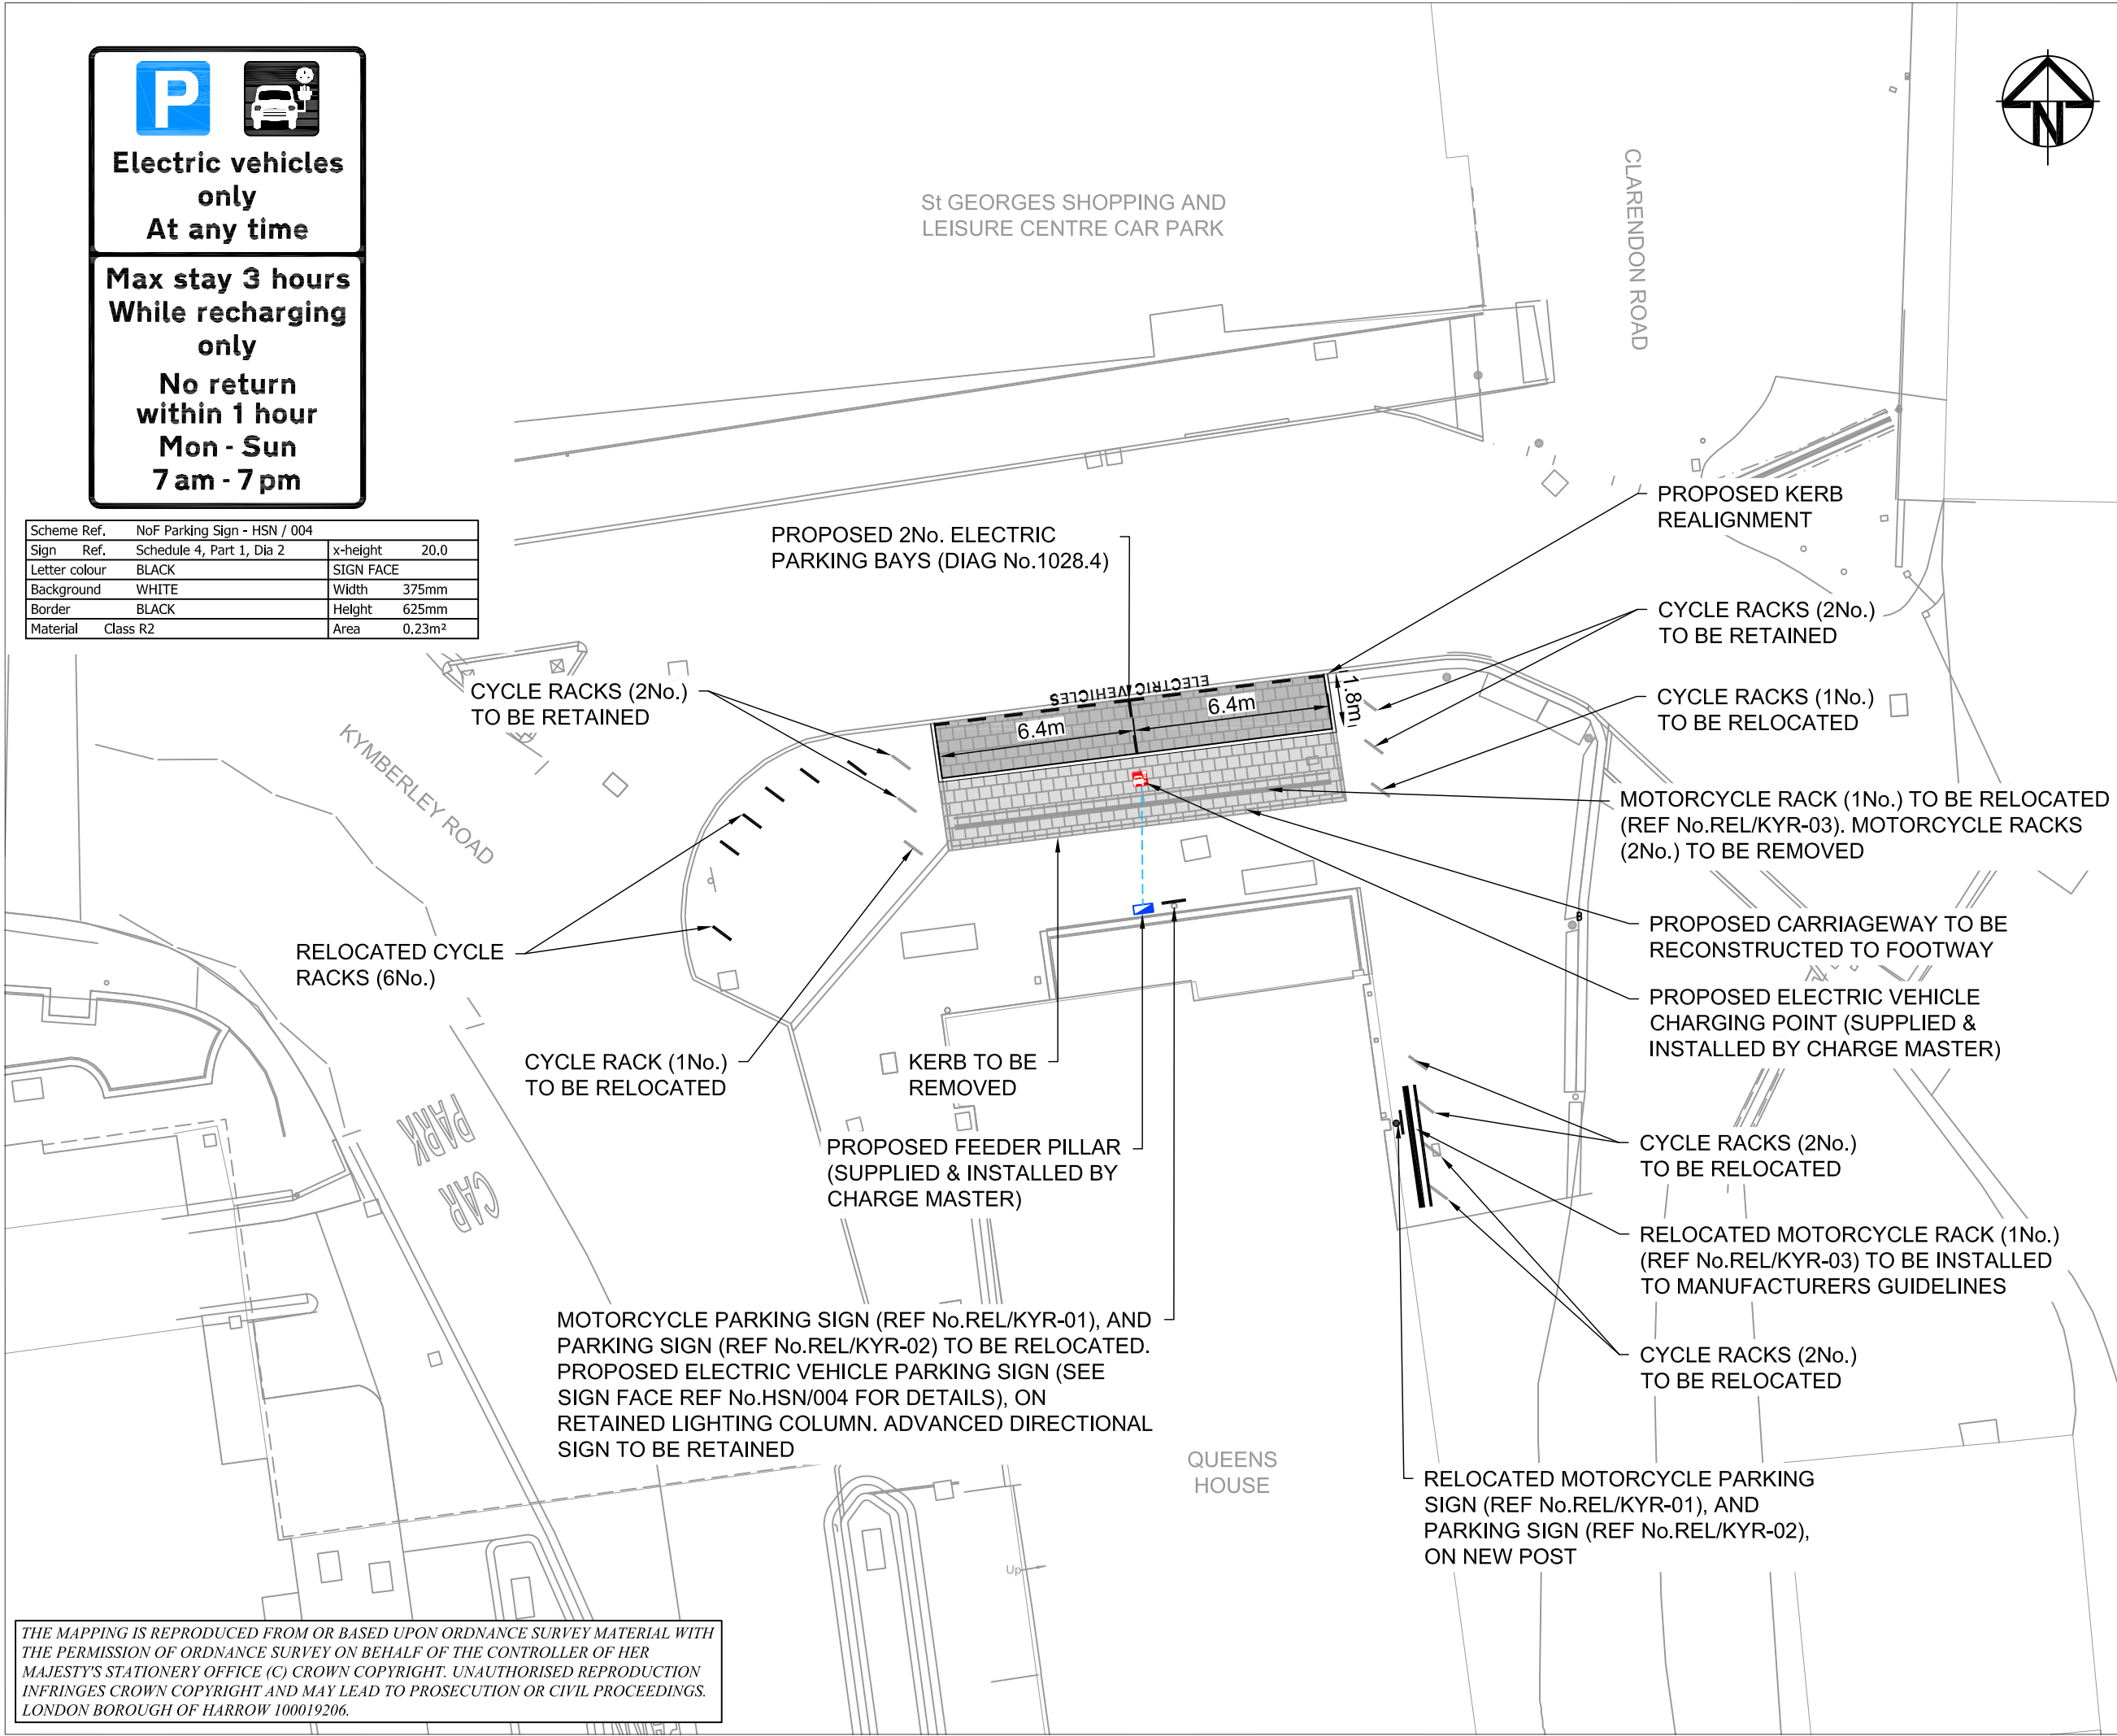 P
Electric vehicles
only
At any time
Max stay 3 hours
While recharging
only
No return
within 1 hour
Mon - Sun
7 am - 7 pm
Scheme Ref. NoF Parking Sign - HSN / 004
Sign Ref. Schedule 4, Part 1, Dia 2 x-height 20.0
Letter colour BLACK SIGN FACE
Background WHITE Width 375mm
Border BLACK Height 625mm
Material Class R2 Area 0.23m²
N
St GEORGES SHOPPING AND
LEISURE CENTRE CAR PARK
CLARENDON ROAD
PROPOSED 2No. ELECTRIC
PARKING BAYS (DIAG No.1028.4)
PROPOSED KERB
REALIGNMENT
CYCLE RACKS (2No.)
TO BE RETAINED
CYCLE RACKS (1No.)
TO BE RELOCATED
CYCLE RACKS (2No.)
TO BE RETAINED
ELECTRIC VEHICLES
6.4m
6.4m
1.8m
KYMBERLEY ROAD
MOTORCYCLE RACK (1No.) TO BE RELOCATED
(REF No.REL/KYR-03). MOTORCYCLE RACKS
(2No.) TO BE REMOVED
PROPOSED CARRIAGEWAY TO BE
RECONSTRUCTED TO FOOTWAY
B
RELOCATED CYCLE
RACKS (6No.)
PROPOSED ELECTRIC VEHICLE
CHARGING POINT (SUPPLIED &
INSTALLED BY CHARGE MASTER)
CYCLE RACK (1No.)
TO BE RELOCATED
KERB TO BE
REMOVED
CAR
PARK
PROPOSED FEEDER PILLAR
(SUPPLIED & INSTALLED BY
CHARGE MASTER)
CYCLE RACKS (2No.)
TO BE RELOCATED
RELOCATED MOTORCYCLE RACK (1No.)
(REF No.REL/KYR-03) TO BE INSTALLED
TO MANUFACTURERS GUIDELINES
CYCLE RACKS (2No.)
TO BE RELOCATED
MOTORCYCLE PARKING SIGN (REF No.REL/KYR-01), AND
PARKING SIGN (REF No.REL/KYR-02) TO BE RELOCATED.
PROPOSED ELECTRIC VEHICLE PARKING SIGN (SEE
SIGN FACE REF No.HSN/004 FOR DETAILS), ON
RETAINED LIGHTING COLUMN. ADVANCED DIRECTIONAL
SIGN TO BE RETAINED
QUEENS
HOUSE
RELOCATED MOTORCYCLE PARKING
SIGN (REF No.REL/KYR-01), AND
PARKING SIGN (REF No.REL/KYR-02),
ON NEW POST
Up
THE MAPPING IS REPRODUCED FROM OR BASED UPON ORDNANCE SURVEY MATERIAL WITH
THE PERMISSION OF ORDNANCE SURVEY ON BEHALF OF THE CONTROLLER OF HER
MAJESTY'S STATIONERY OFFICE (C) CROWN COPYRIGHT. UNAUTHORISED REPRODUCTION
INFRINGES CROWN COPYRIGHT AND MAY LEAD TO PROSECUTION OR CIVIL PROCEEDINGS.
LONDON BOROUGH OF HARROW 100019206.